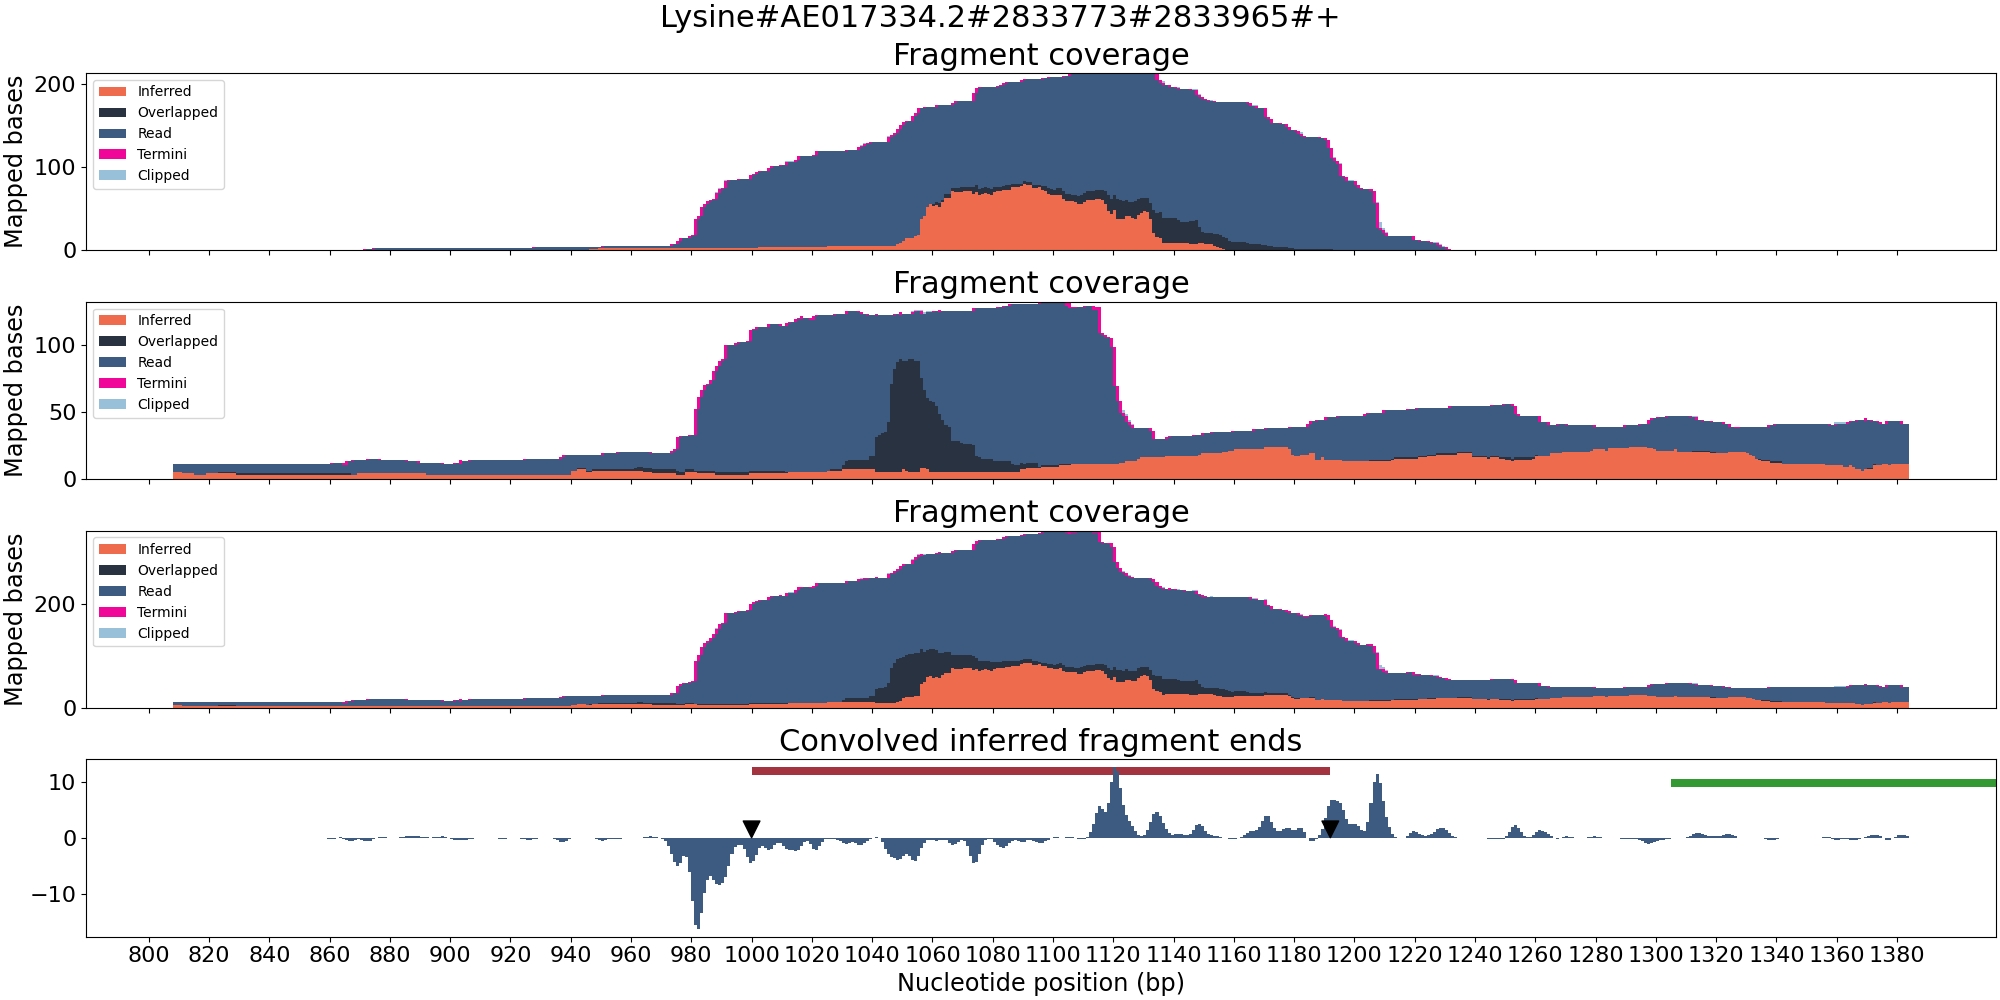 Lysine#AE017334.2#2833773#2833965#+
Fragment coverage
Mapped bases
200
100
0
Inferred
Overlapped
Read
Termini
Clipped
Fragment coverage
Mapped bases
100
50
0
Inferred
Overlapped
Read
Termini
Clipped
Fragment coverage
Mapped bases
200
0
Inferred
Overlapped
Read
Termini
Clipped
Convolved inferred fragment ends
10
0
−10
800 820 840 860 880 900 920 940 960 980 1000 1020 1040 1060 1080 1100 1120 1140 1160 1180 1200 1220 1240 1260 1280 1300 1320 1340 1360 1380
Nucleotide position (bp)